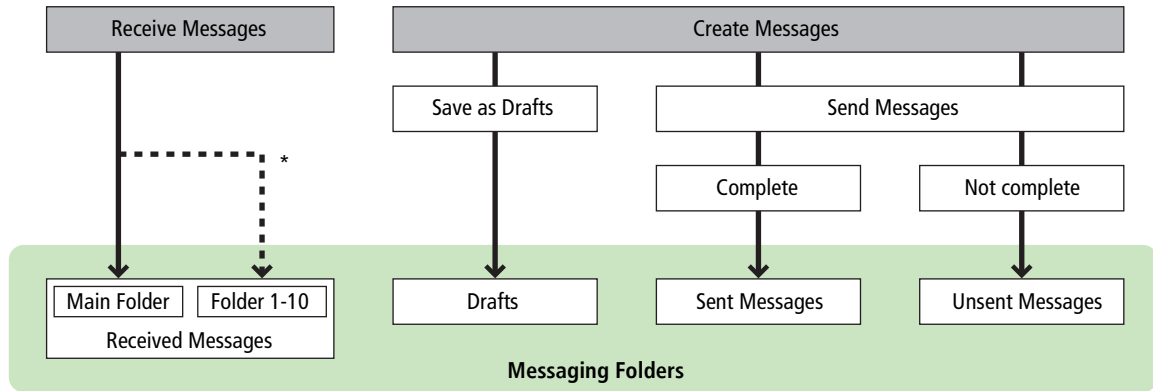 Receive Messages
Create Messages
Save as Drafts
Send Messages
*
Complete
Not complete
Main Folder
Folder 1-10
Received Messages
Drafts
Sent Messages
Unsent Messages
Messaging Folders